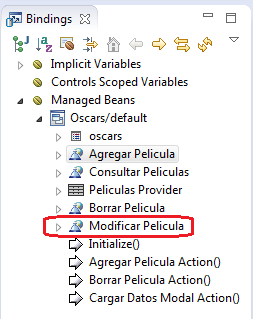 Bindings
Implicit Variables
Controls Scoped Variables
Managed Beans
Oscars/default
oscars
Agregar Pelicula
Consultar Peliculas
Peliculas Provider
Borrar Pelicula
Modificar Pelicula
Initialize()
Agregar Pelicula Action()
Borrar Pelicula Action()
Cargar Datos Modal Action()